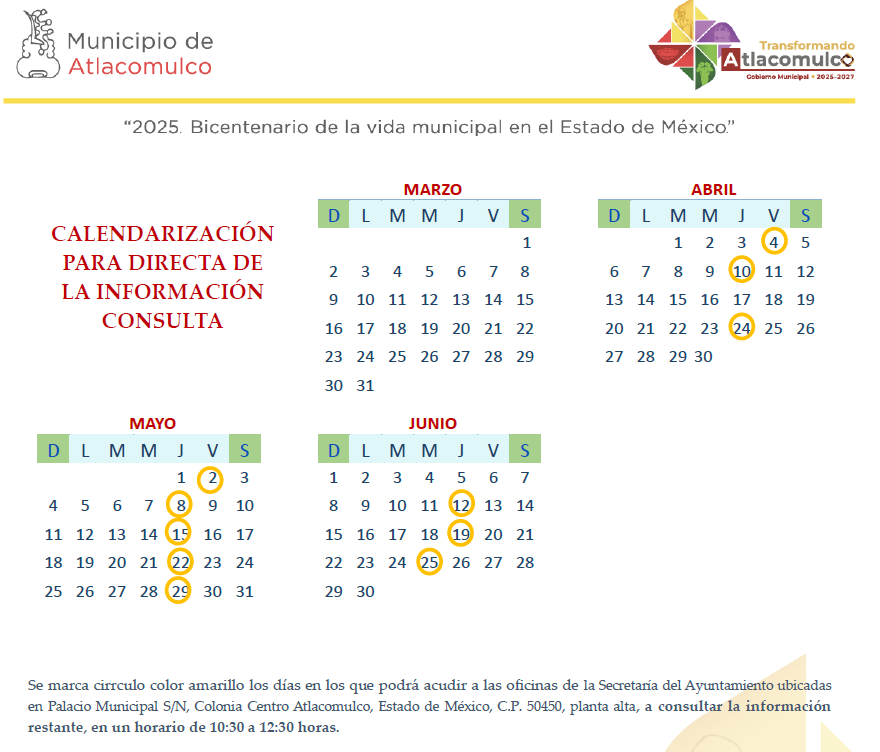 Municipio de
Atlacomulco
Transformando
Atlacomulco
Gobierno Municipal • 2025-2027
“2025. Bicentenario de la vida municipal en el Estado de México.”
CALENDARIZACIÓN
PARA DIRECTA DE
LA INFORMACIÓN
CONSULTA
MARZO
D L M M J V S
1
2 3 4 5 6 7 8
9 10 11 12 13 14 15
16 17 18 19 20 21 22
23 24 25 26 27 28 29
30 31
ABRIL
D L M M J V S
1 2 3 4 5
6 7 8 9 10 11 12
13 14 15 16 17 18 19
20 21 22 23 24 25 26
27 28 29 30
MAYO
D L M M J V S
1 2 3
4 5 6 7 8 9 10
11 12 13 14 15 16 17
18 19 20 21 22 23 24
25 26 27 28 29 30 31
JUNIO
D L M M J V S
1 2 3 4 5 6 7
8 9 10 11 12 13 14
15 16 17 18 19 20 21
22 23 24 25 26 27 28
29 30
Se marca cirrculo color amarillo los días en los que podrá acudir a las oficinas de la Secretaría del Ayuntamiento ubicadas
en Palacio Municipal S/N, Colonia Centro Atlacomulco, Estado de México, C.P. 50450, planta alta, a consultar la información
restante, en un horario de 10:30 a 12:30 horas.